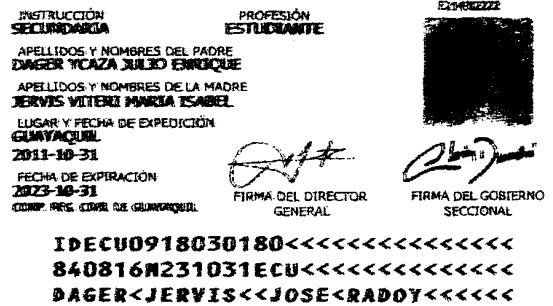 INSTRUCCIÓN PROFESIÓN
SECUNDARIA ESTUDIANTE
APELLIDOS Y NOMBRES DEL PADRE
DAGER YCAZA JULIO ENRIQUE
APELLIDOS Y NOMBRES DE LA MADRE
JERVIS VITERI MARIA ISABEL
LUGAR Y FECHA DE EXPEDICIÓN
GUAYAQUIL
2011-10-31
FECHA DE EXPIRACIÓN
2023-10-31
DE GUAYAQUIL
FIRMA DEL DIRECTOR
GENERAL
FIRMA DEL GOBIERNO
SECCIONAL
IDECU0918030180<<<<<<<<<<<<<<<
840816M231031ECU<<<<<<<<<<<<<<
DAGER<JERVIS<<JOSE<RADOY<<<<<<